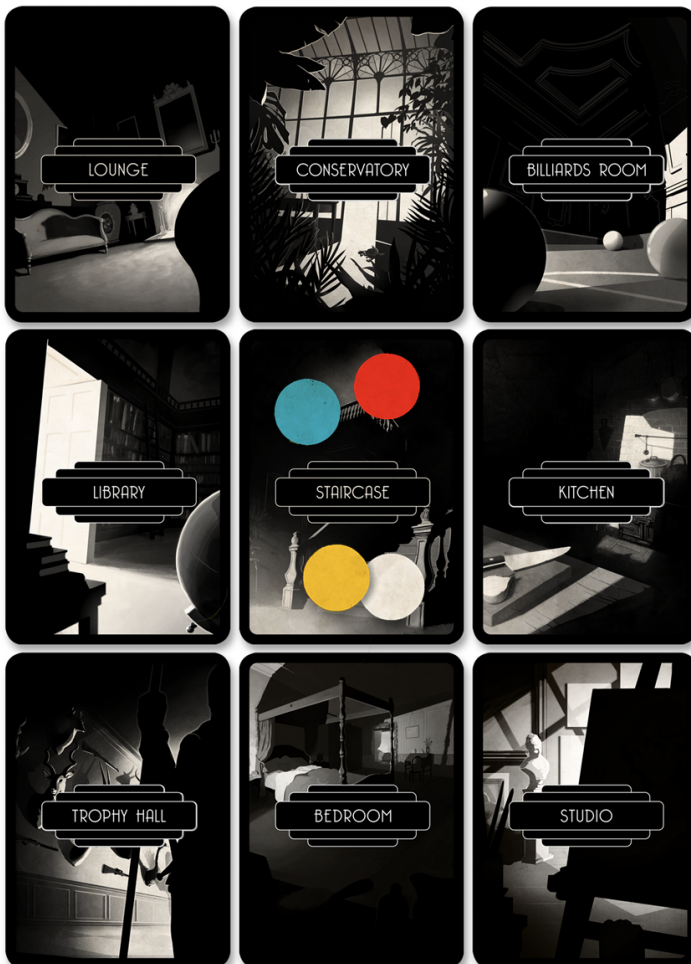 LOUNGE
CONSERVATORY
BILLIARDS ROOM
LIBRARY
STAIRCASE
KITCHEN
TROPHY HALL
BEDROOM
STUDIO